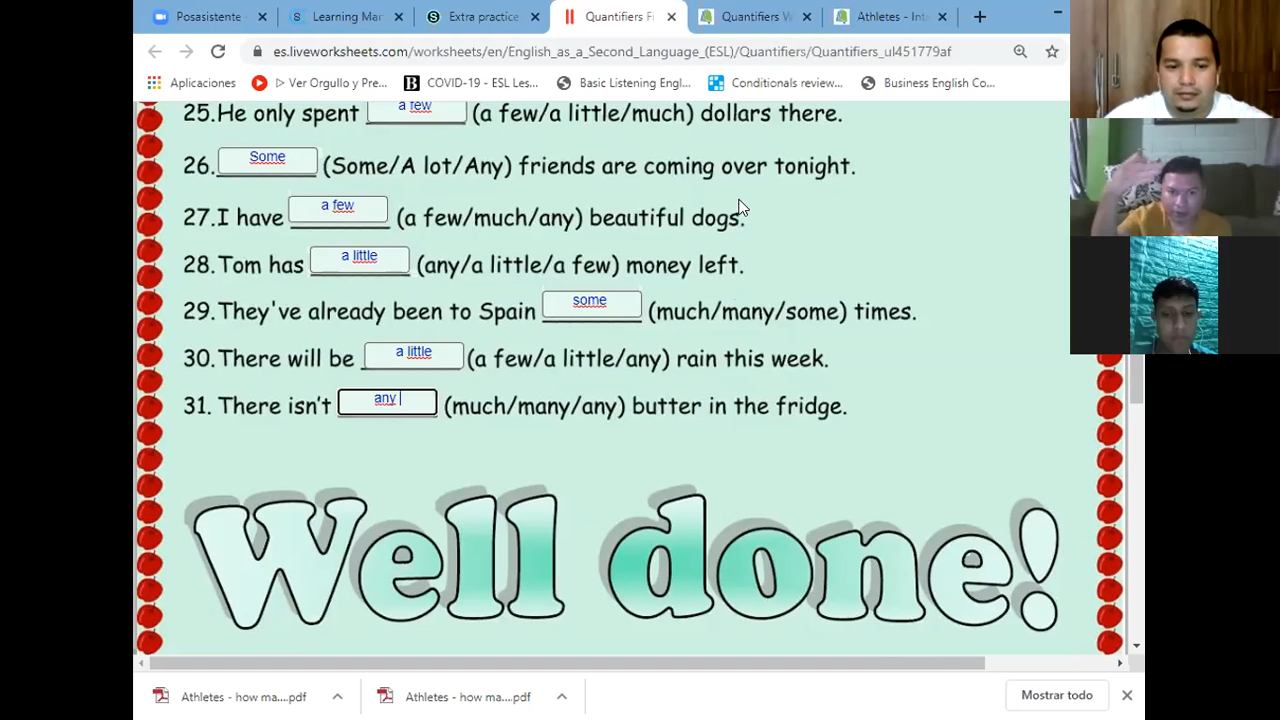 Posasistente
Learning Mar
Extra practice
Quantifiers Fi
Quantifiers W
Athletes - Int
es.liveworksheets.com/worksheets/en/English_as_a_Second_Language_(ESL)/Quantifiers/Quantifiers_ul451779af
Aplicaciones
▷ Ver Orgullo y Pre...
COVID-19 - ESL Les...
Basic Listening Engl...
Conditionals review...
Business English Co...
25.He only spent a few (a few/a little/much) dollars there.
26. Some (Some/A lot/Any) friends are coming over tonight.
27.I have a few (a few/much/any) beautiful dogs.
28.Tom has a little (any/a little/a few) money left.
29.They've already been to Spain some (much/many/some) times.
30.There will be a little (a few/a little/any) rain this week.
31. There isn't any (much/many/any) butter in the fridge.
Well done!
Athletes - how ma....pdf
Athletes - how ma....pdf
Mostrar todo